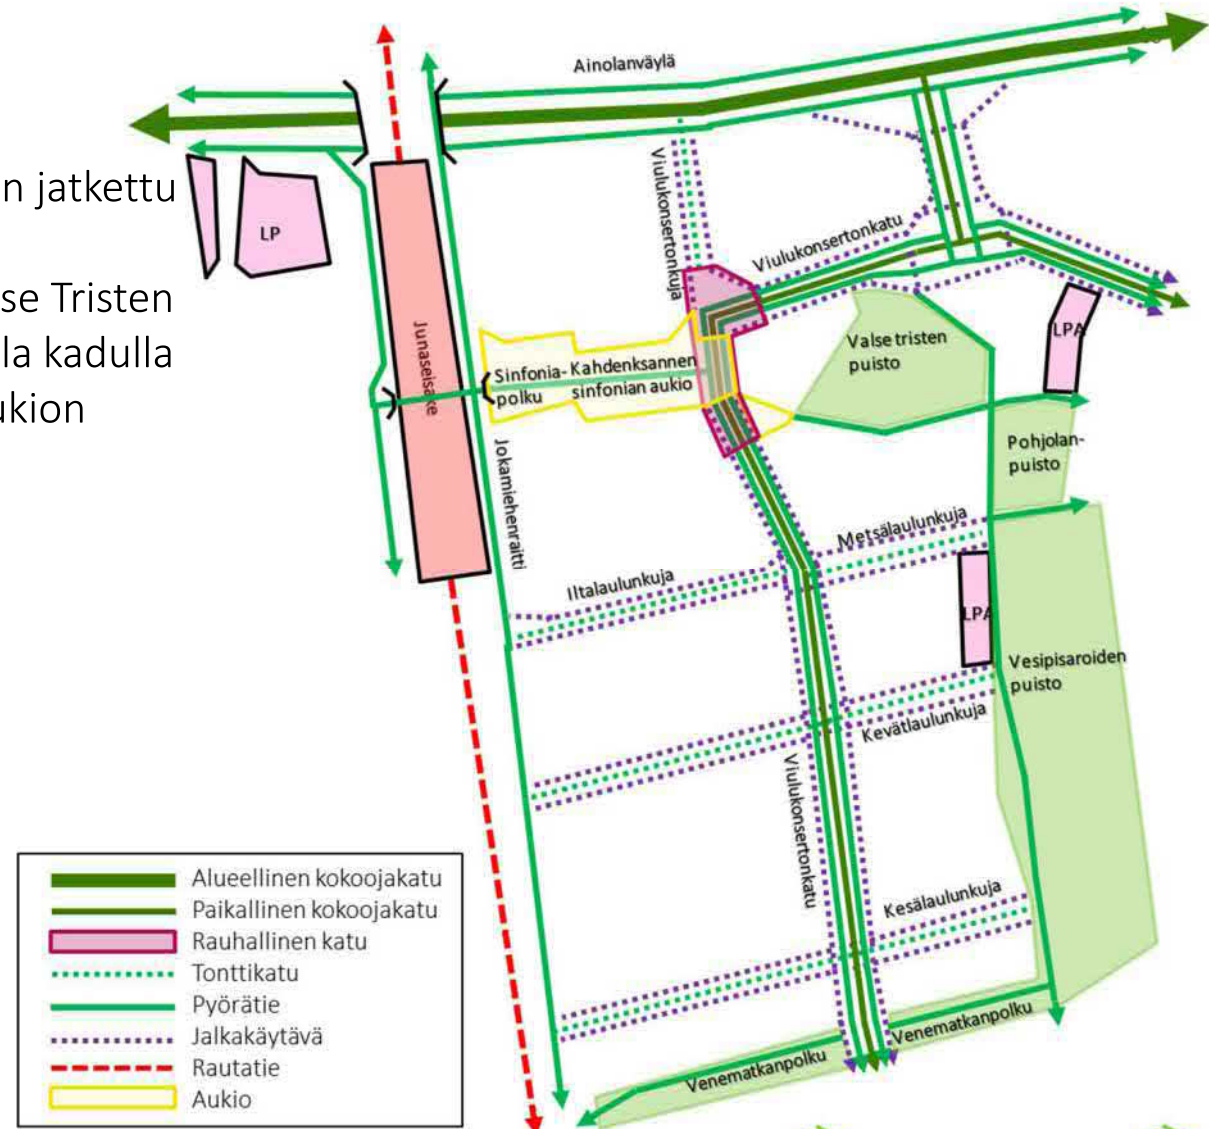 Ainolanväylä
n jatkettu
LP
se Tristen
la kadulla
ukion
Viulukonsertonkuja
Viulukonsertonkatu
Junaseisake
Sinfonia-
polku
Kahdenksannen
sinfonian aukio
Valse tristen
puisto
LPA
Pohjolan-
puisto
Jokamiehenraitti
Metsälaulunkuja
Iltalaulunkuja
LPA
Vesipisaroiden
puisto
Kevätlaulunkuja
Viulukonsertonkatu
Kesälaulunkuja
Venematkanpolku
Venematkanpolku
Alueellinen kokoojakatu
Paikallinen kokoojakatu
Rauhallinen katu
Tonttikatu
Pyörätie
Jalkakäytävä
Rautatie
Aukio